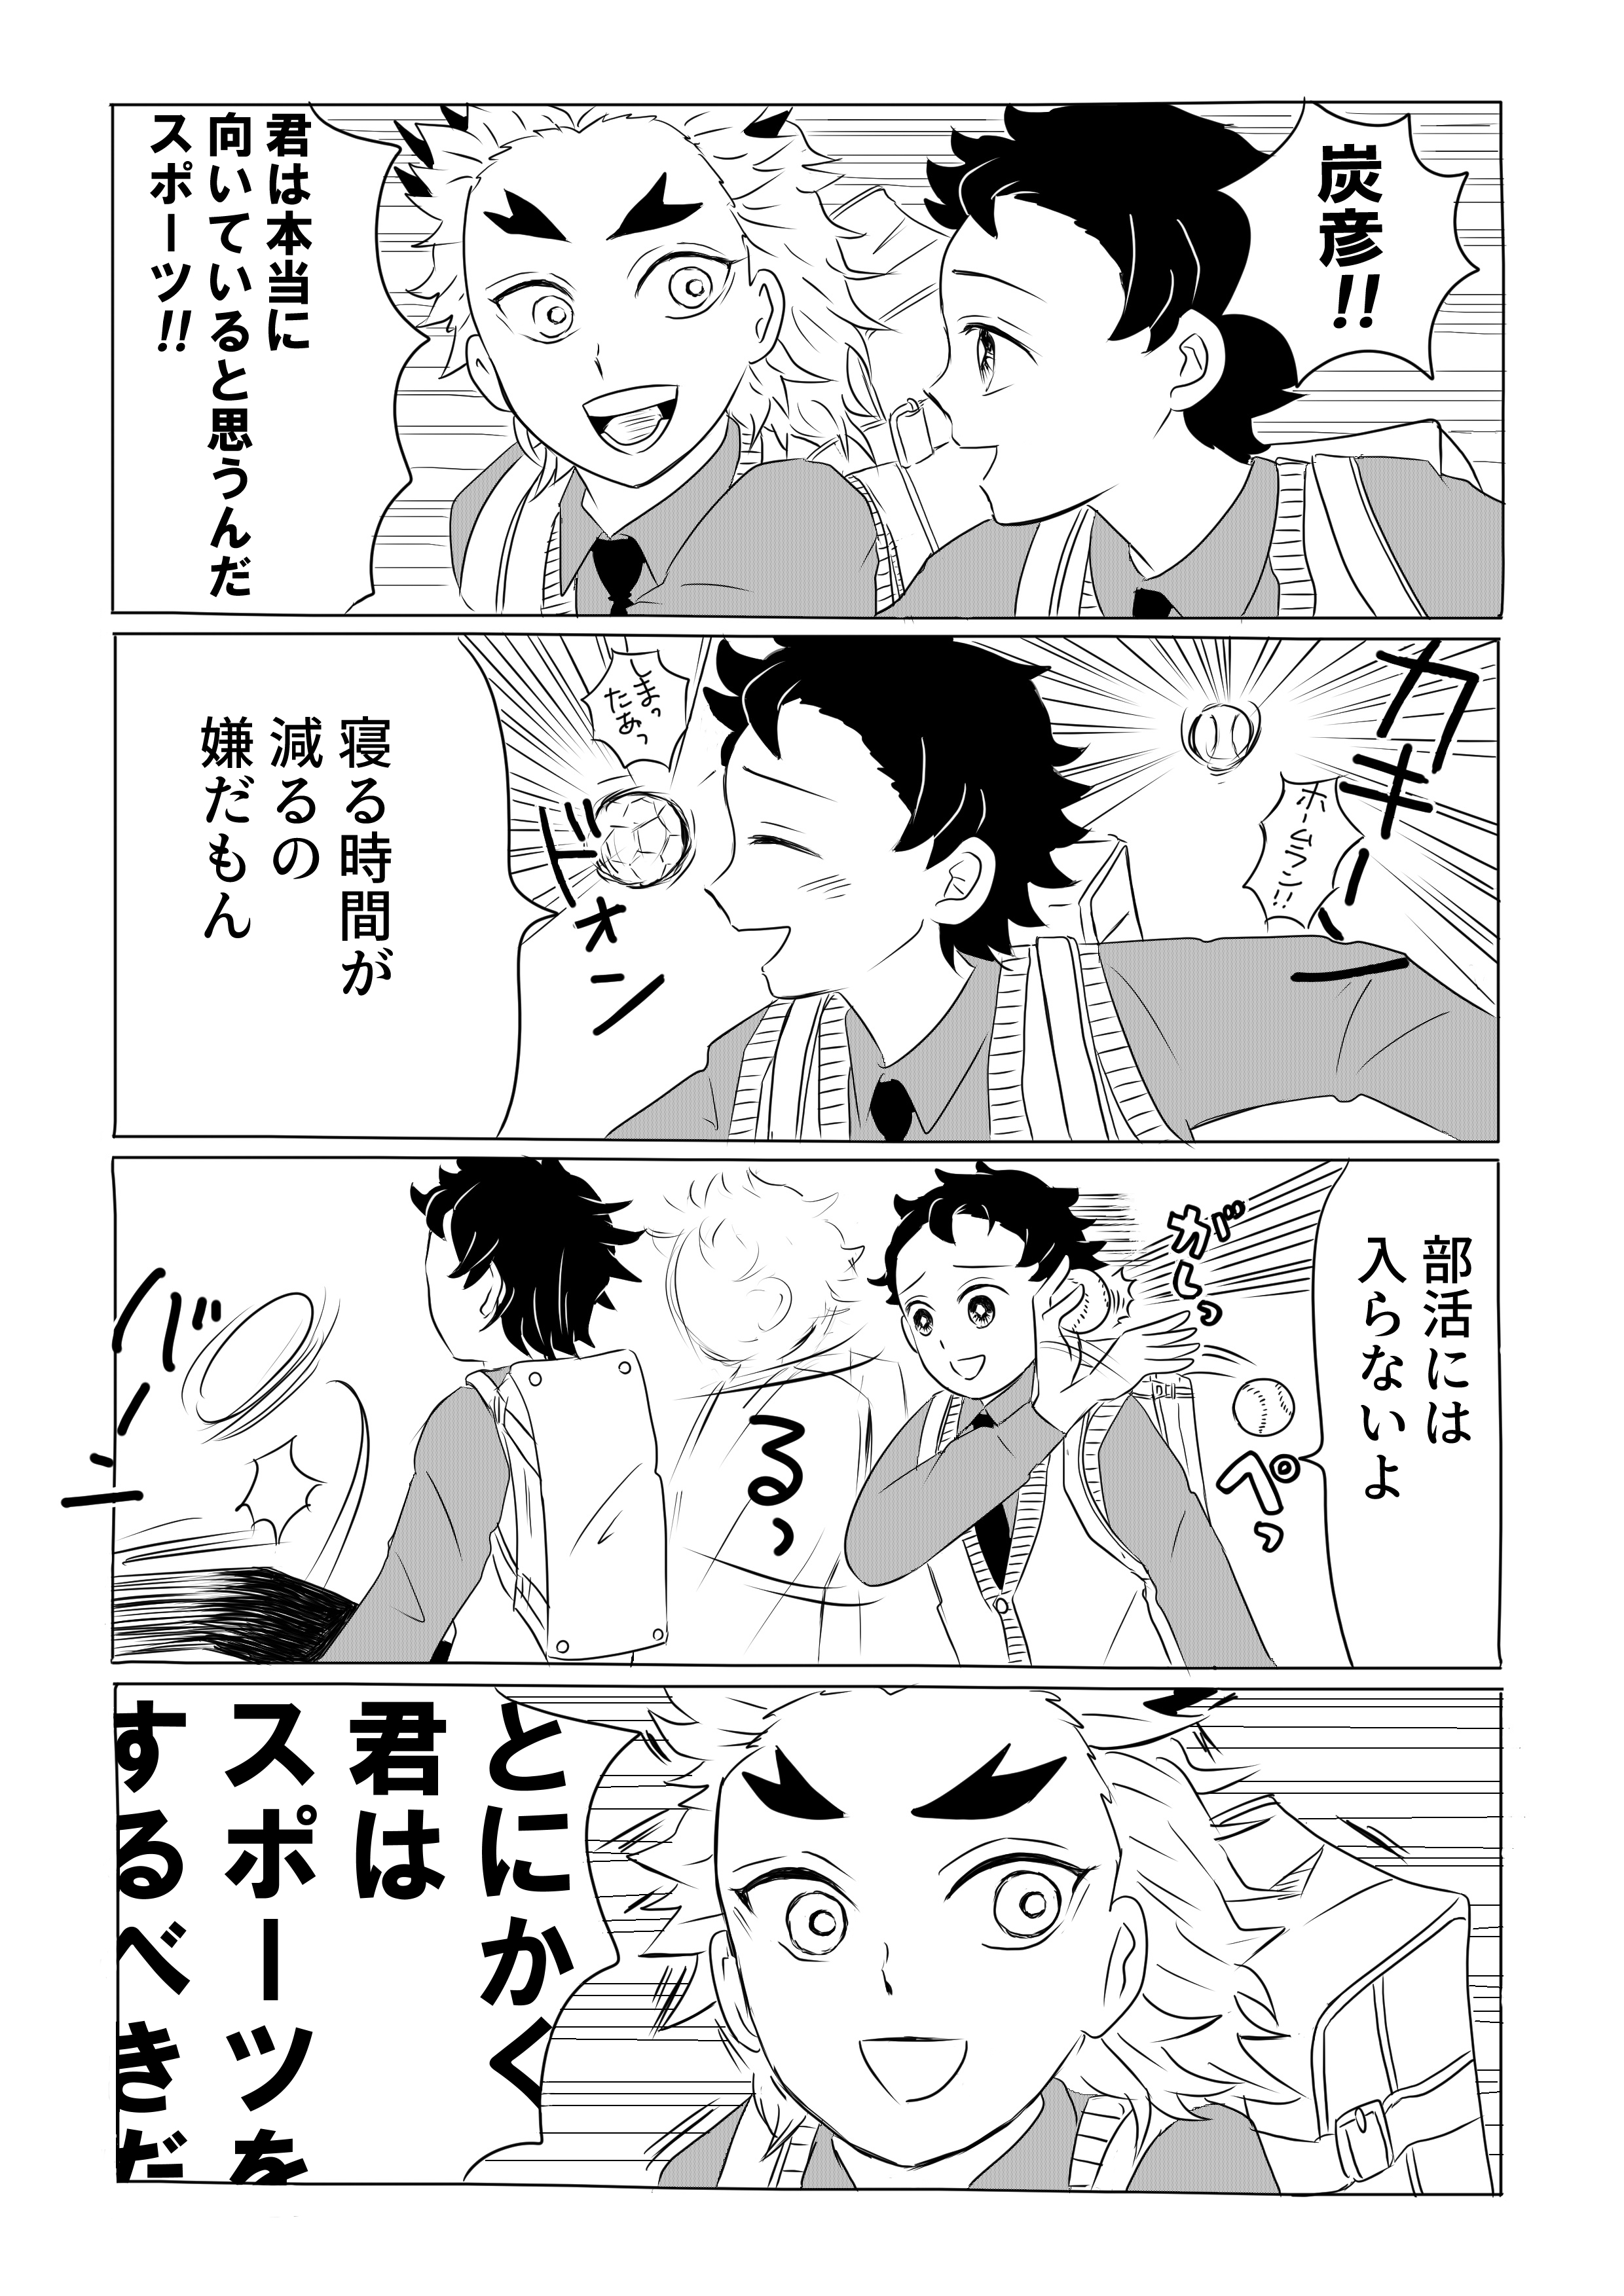 炭彦!!
君は本当に
向いていると思うんだ
スポーツ!!
カキーン
ホームラン!!
しまっ
たあっ
ドォン
寝る時間が
減るの
嫌だもん
部活には
入らないよ
ガしっ
ペっ
るっ
とにかく
君は
スポーツを
するべきだ